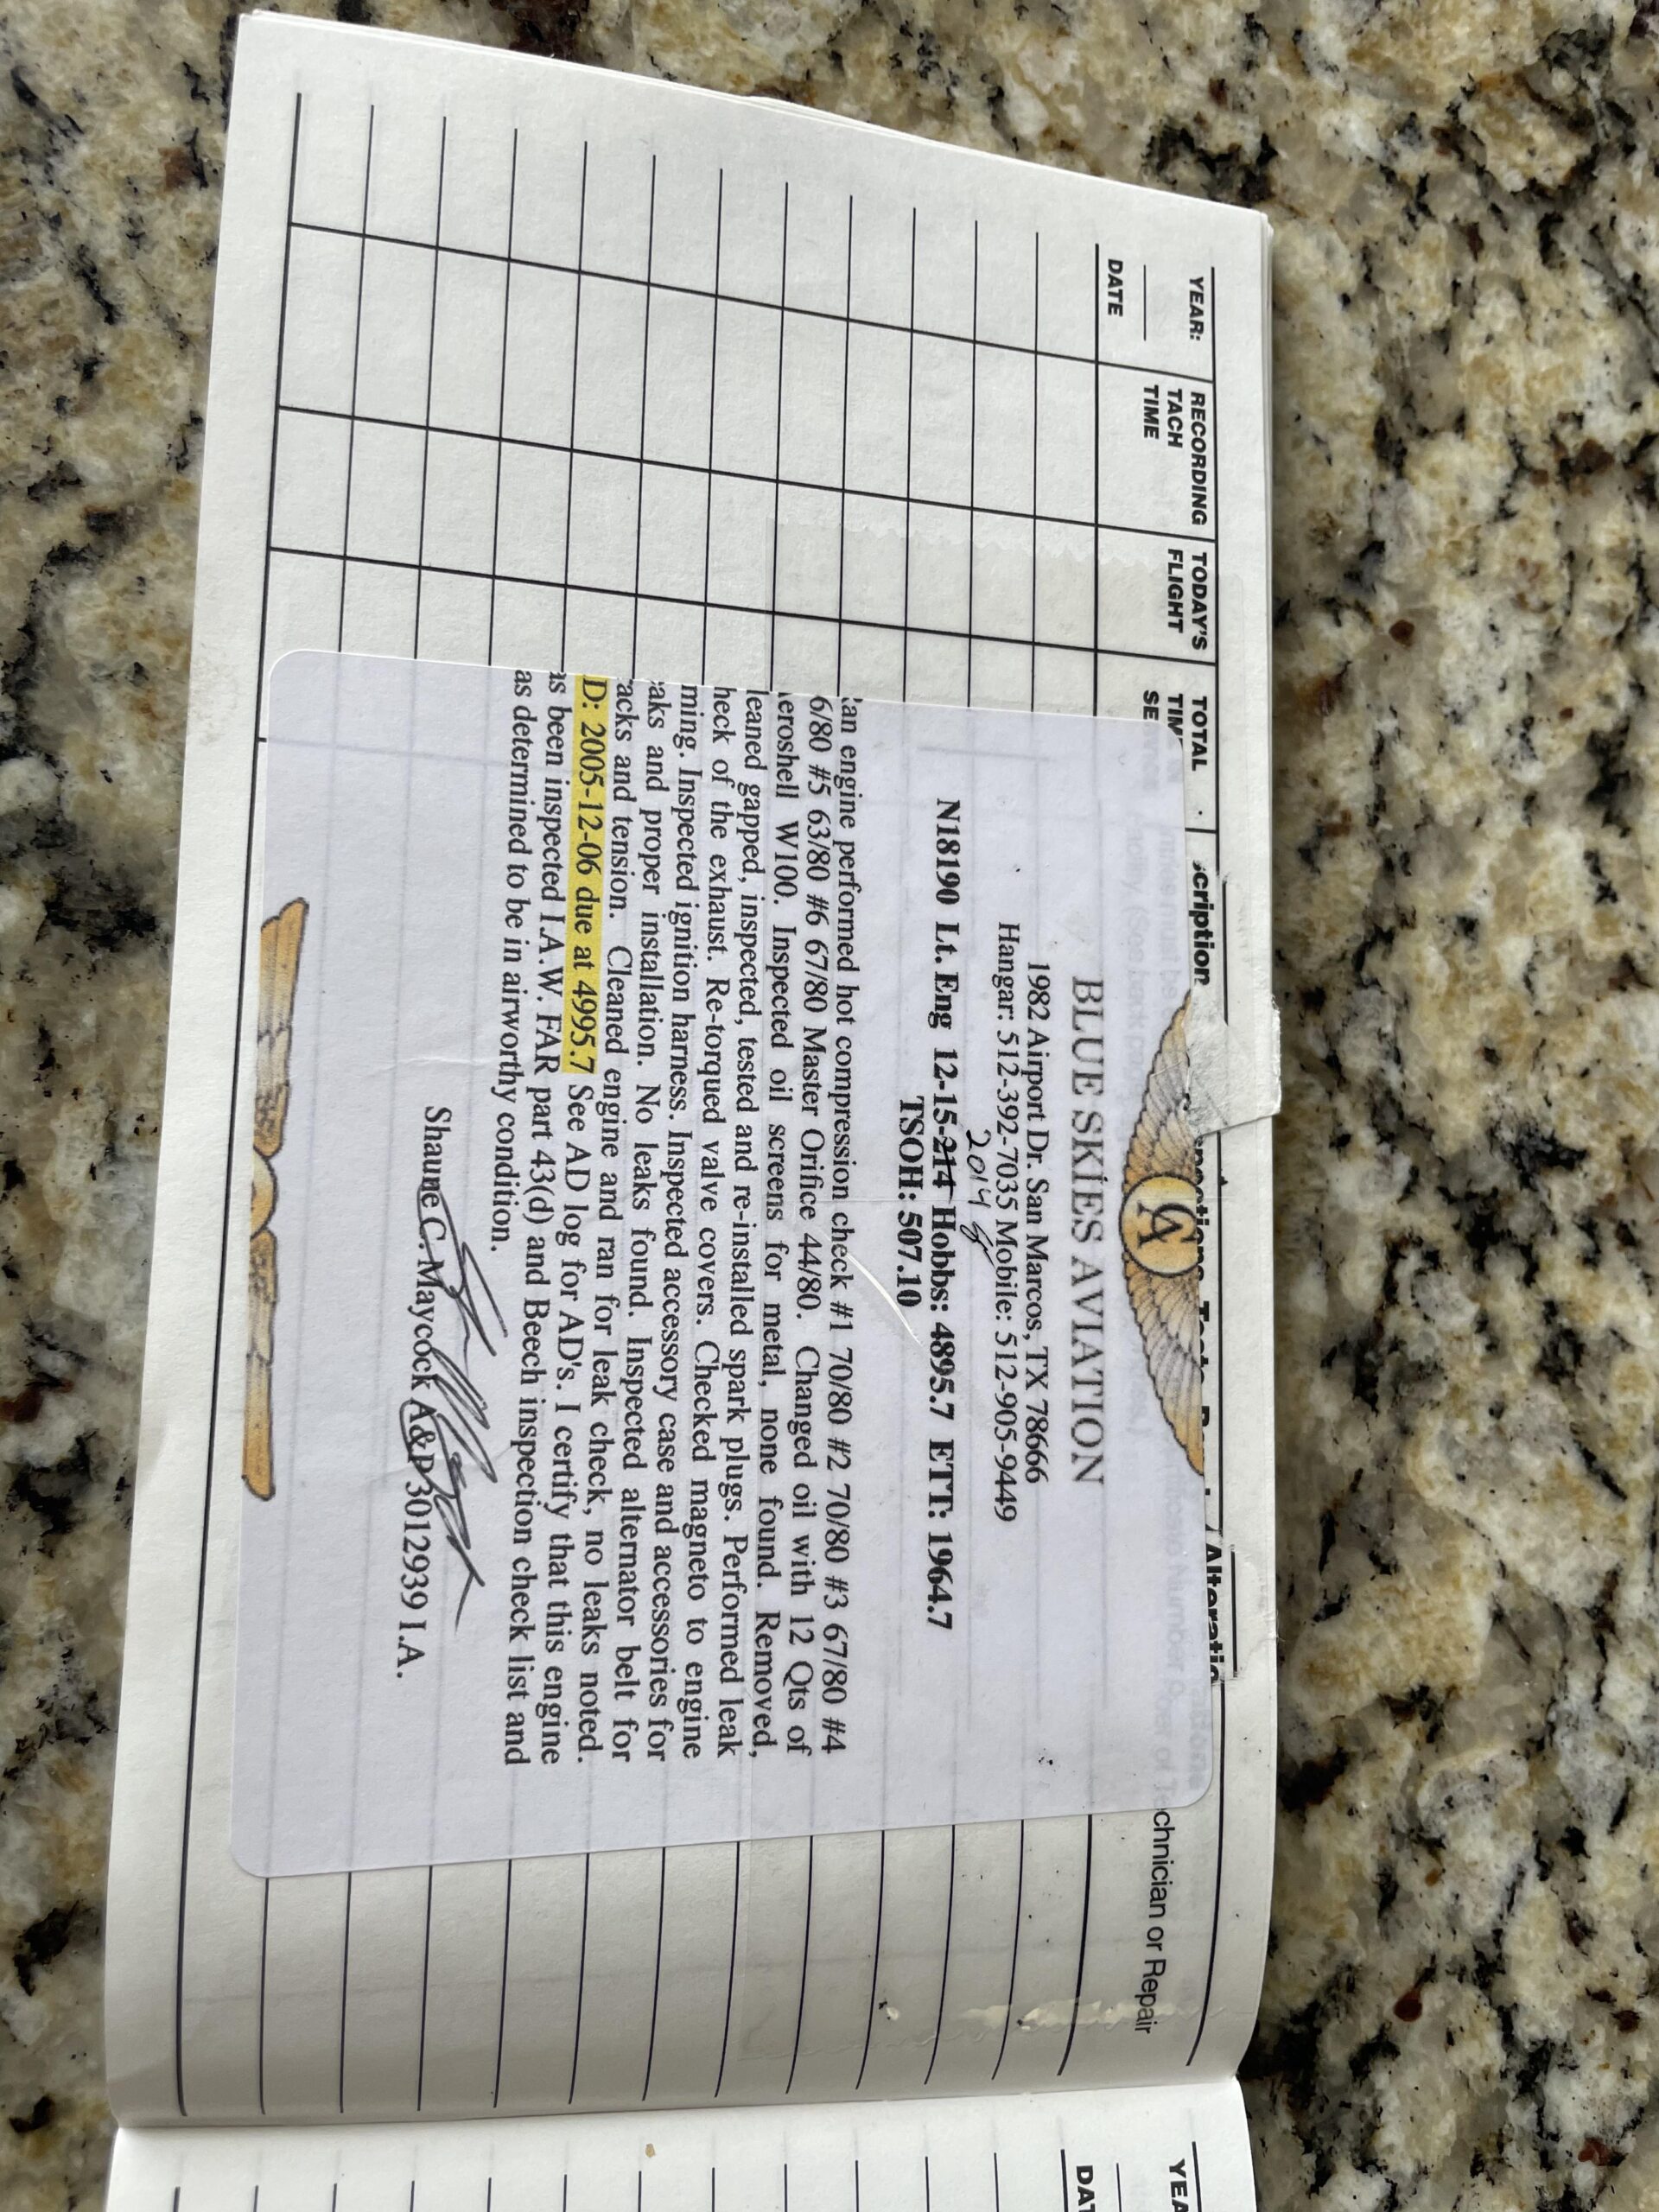 YEAR:
DATE
RECORDING
TACH
TIME
TODAY'S
FLIGHT
TOTAL
TIM
SE
scription
Alteratio
chnician or Repair
CA
BLUE SKIES AVIATION
1982 Airport Dr. San Marcos, TX 78666
Hangar: 512-392-7035 Mobile: 512-905-9449
2014
N18190 Lt. Eng 12-15-214 Hobbs: 4895.7 ETT: 1964.7
TSOH: 507.10
an engine performed hot compression check #1 70/80 #2 70/80 #3 67/80 #4
6/80 #5 63/80 #6 67/80 Master Orifice 44/80. Changed oil with 12 Qts of
eroshell W100. Inspected oil screens for metal, none found. Removed,
leaned gapped, inspected, tested and re-installed spark plugs. Performed leak
heck of the exhaust. Re-torqued valve covers. Checked magneto to engine
ming. Inspected ignition harness. Inspected accessory case and accessories for
aks and proper installation. No leaks found. Inspected alternator belt for
acks and tension. Cleaned engine and ran for leak check, no leaks noted.
D: 2005-12-06 due at 4995.7 See AD log for AD's. I certify that this engine
as been inspected I.A.W. FAR part 43(d) and Beech inspection check list and
as determined to be in airworthy condition.
Shaune C. Maycock A&P 3012939 I.A.
YEA
DAT